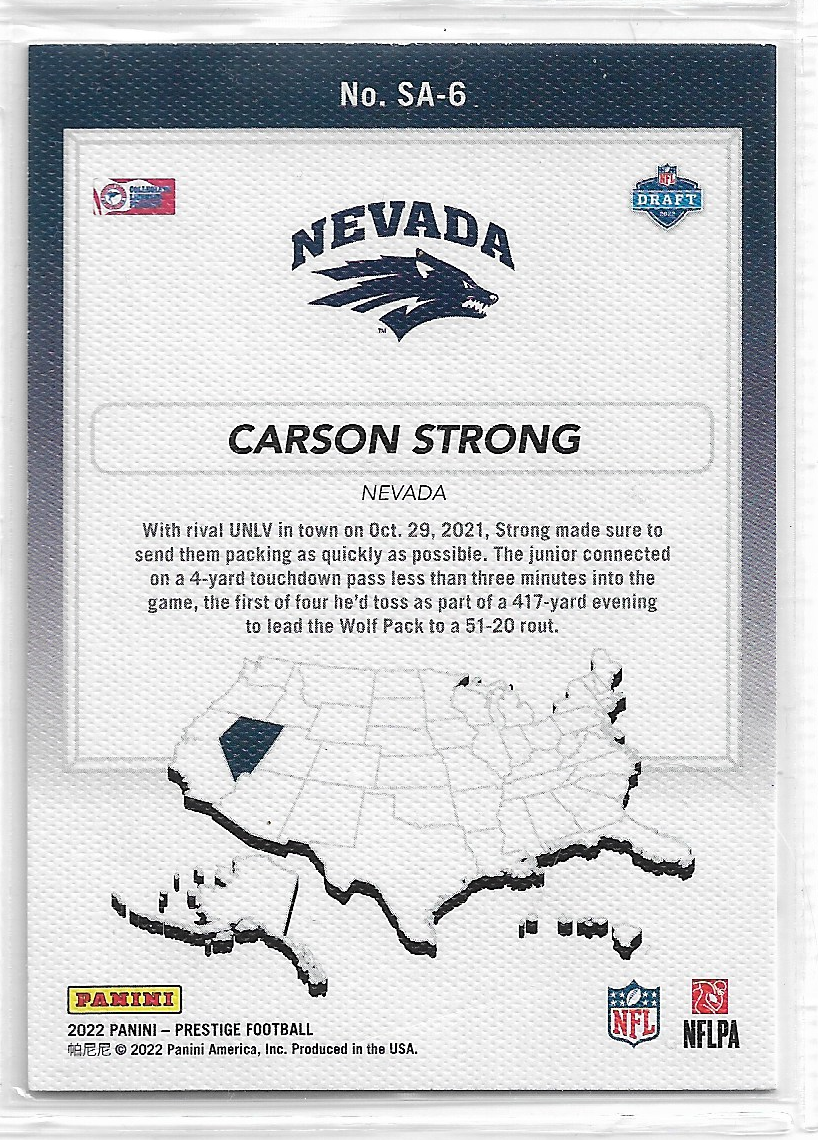 No. SA-6
NFL
DRAFT
2022
NEVADA
TM
CARSON STRONG
NEVADA
With rival UNLV in town on Oct. 29, 2021, Strong made sure to
send them packing as quickly as possible. The junior connected
on a 4-yard touchdown pass less than three minutes into the
game, the first of four he'd toss as part of a 417-yard evening
to lead the Wolf Pack to a 51-20 rout.
PANINI
2022 PANINI – PRESTIGE FOOTBALL
帕尼尼 © 2022 Panini America, Inc. Produced in the USA.
NFL
NFLPA